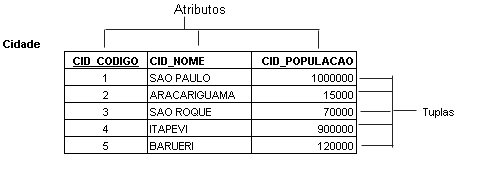 Atributos
Cidade
CID_CODIGO CID_NOME CID_POPULACAO
1 SAO PAULO 1000000
2 ARACARIGUAMA 15000
3 SAO ROQUE 70000
Tuplas
4 ITAPEVI 900000
5 BARUERI 120000